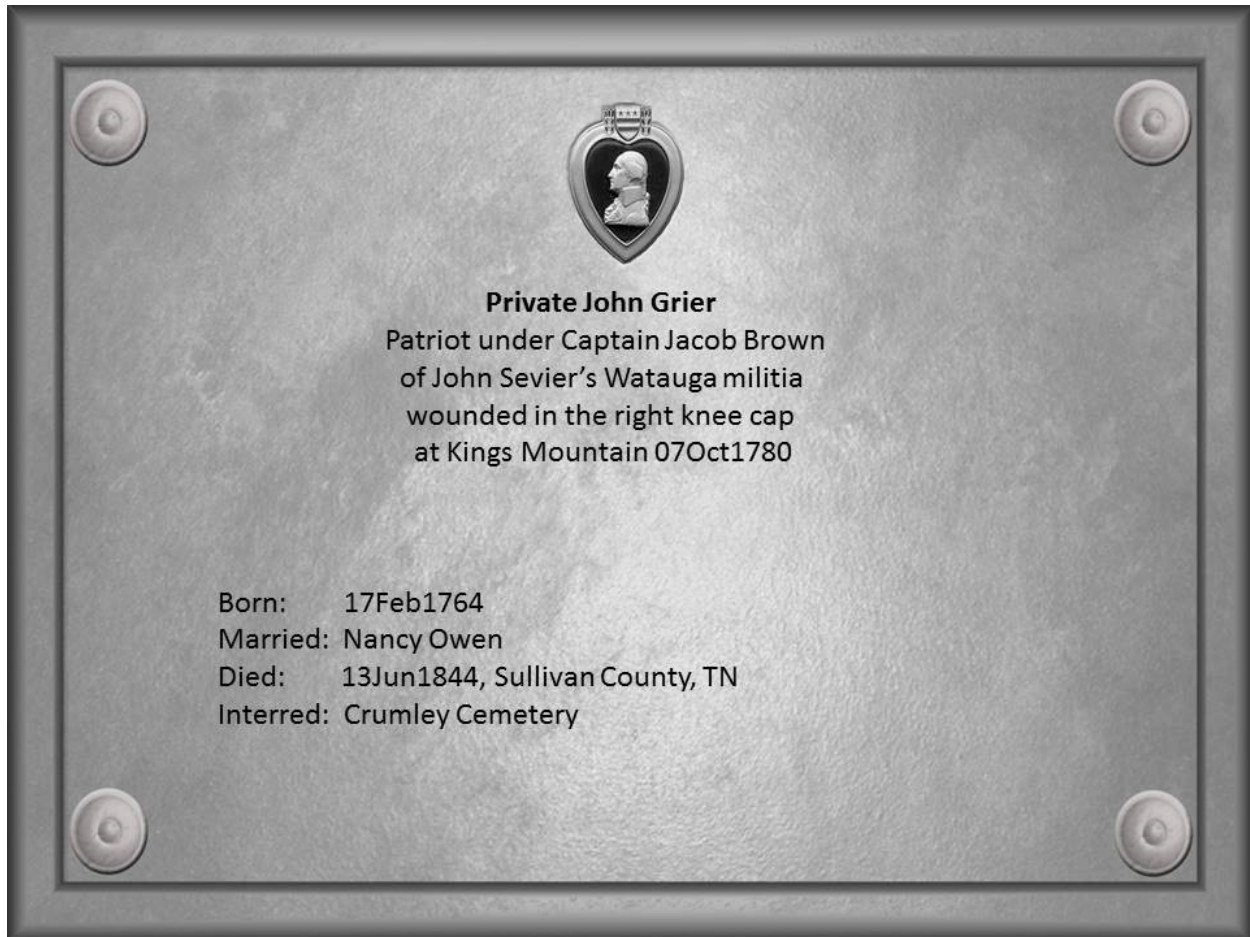 Private John Grier
Patriot under Captain Jacob Brown
of John Sevier’s Watauga militia
wounded in the right knee cap
at Kings Mountain 07Oct1780
Born: 17Feb1764
Married: Nancy Owen
Died: 13Jun1844, Sullivan County, TN
Interred: Crumley Cemetery